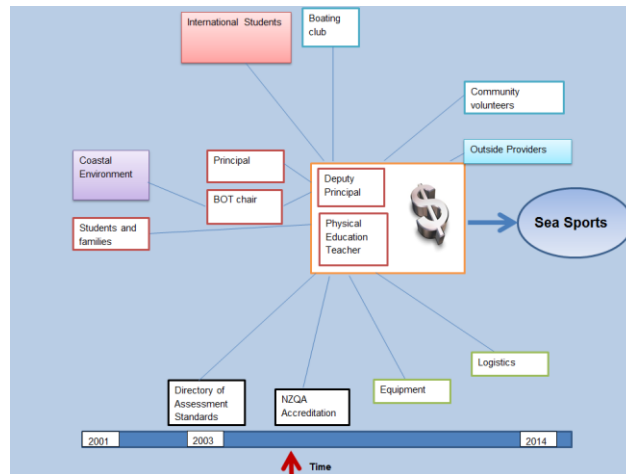 International Students
Boating
club
Community
volunteers
Outside Providers
Coastal
Environment
Principal
BOT chair
Students and
families
Deputy
Principal
Physical
Education
Teacher
$
Sea Sports
Logistics
Equipment
Directory of
Assessment
Standards
NZQA
Accreditation
2001
2003
2014
Time